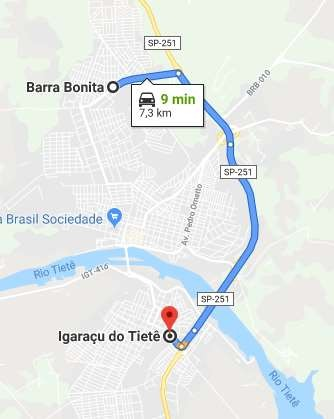 SP-251
BRB 010
Barra Bonita
9 min
7,3 km
SP-251
Av. Pedro Ometto
a Brasil Sociedade
Rio Tietê
IGT-416
SP-251
Igaraçu do Tietê
Rio Tietê